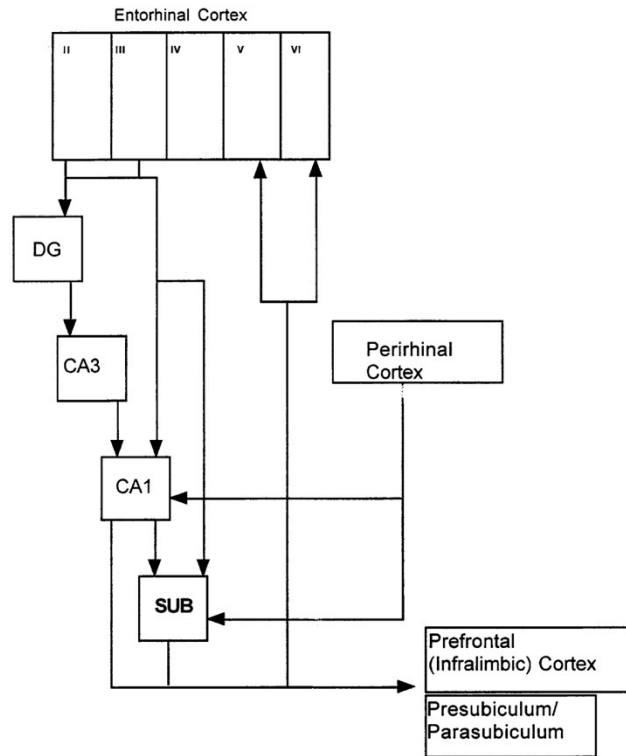 Entorhinal Cortex
II III IV V VI
DG
CA3
Perirhinal
Cortex
CA1
SUB
Prefrontal
(Infralimbic) Cortex
Presubiculum/
Parasubiculum